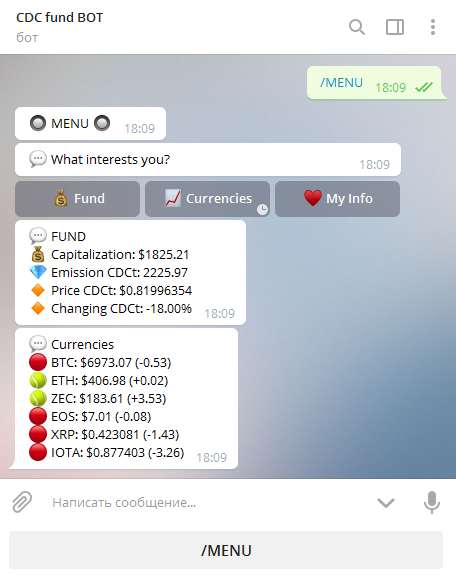 CDC fund BOT
бот
/MENU 18:09
MENU 18:09
What interests you? 18:09
Fund Currencies My Info
FUND
Capitalization: $1825.21
Emission CDCt: 2225.97
Price CDCt: $0.81996354
Changing CDCt: -18.00% 18:09
Currencies
BTC: $6973.07 (-0.53)
ETH: $406.98 (+0.02)
ZEC: $183.61 (+3.53)
EOS: $7.01 (-0.08)
XRP: $0.423081 (-1.43)
IOTA: $0.877403 (-3.26) 18:09
Написать сообщение...
/MENU